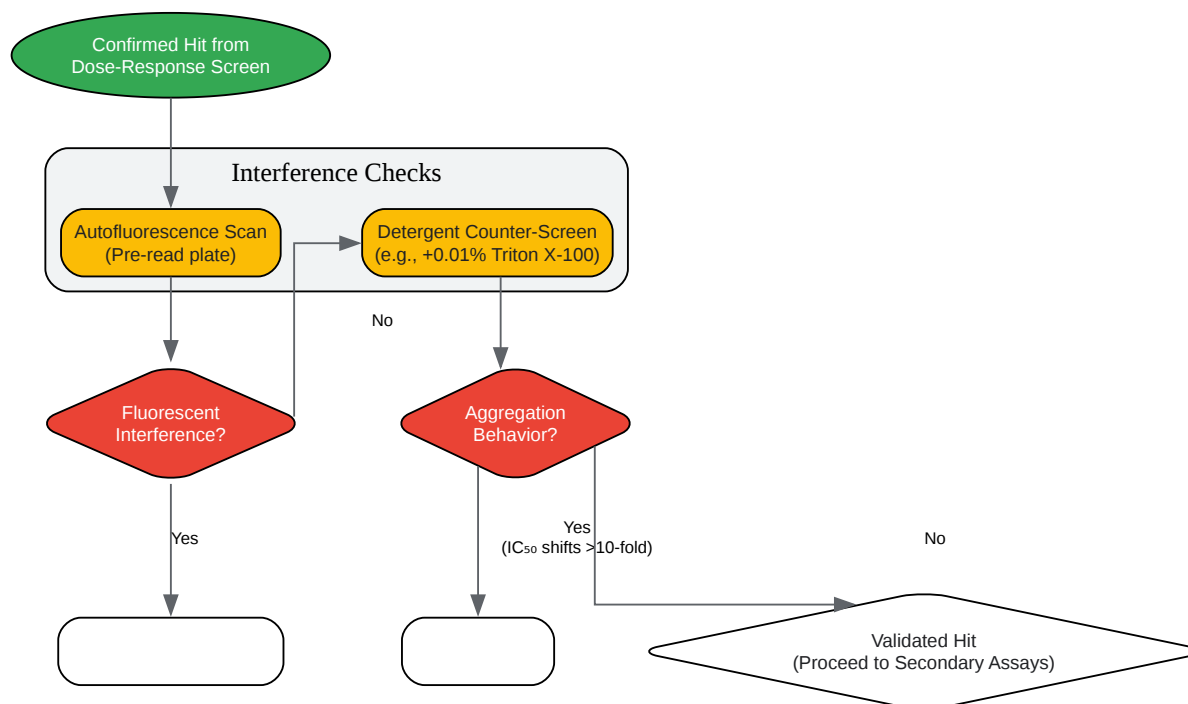 Confirmed Hit from
Dose-Response Screen
Interference Checks
Autofluorescence Scan
(Pre-read plate)
Detergent Counter-Screen
(e.g., +0.01% Triton X-100)
No
Fluorescent
Interference?
Aggregation
Behavior?
Yes
Yes
(IC₅₀ shifts >10-fold)
No
Validated Hit
(Proceed to Secondary Assays)